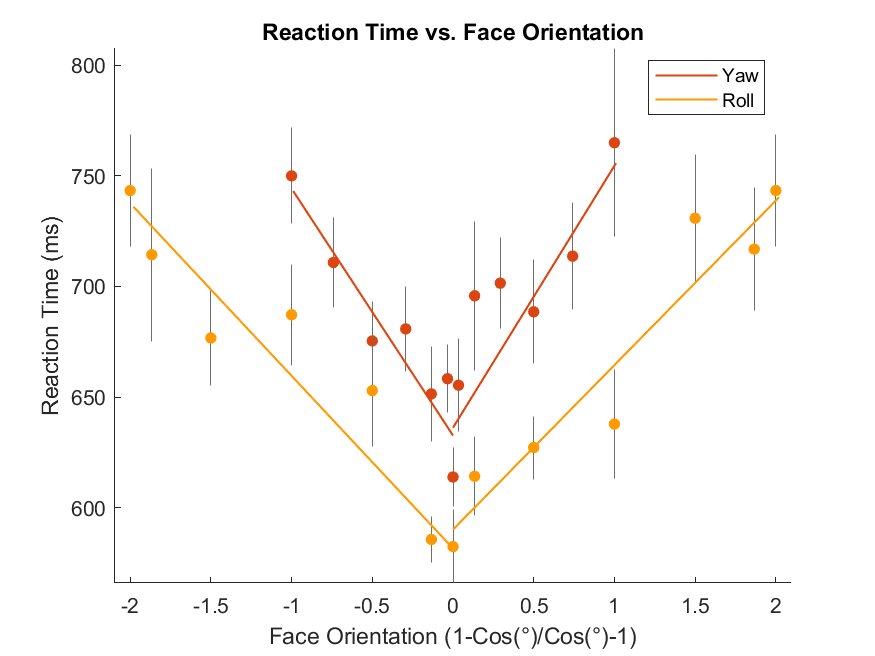 Reaction Time vs. Face Orientation
Yaw
Roll
800
750
700
650
600
Reaction Time (ms)
-2 -1.5 -1 -0.5 0 0.5 1 1.5 2
Face Orientation (1-Cos(°)/Cos(°)-1)